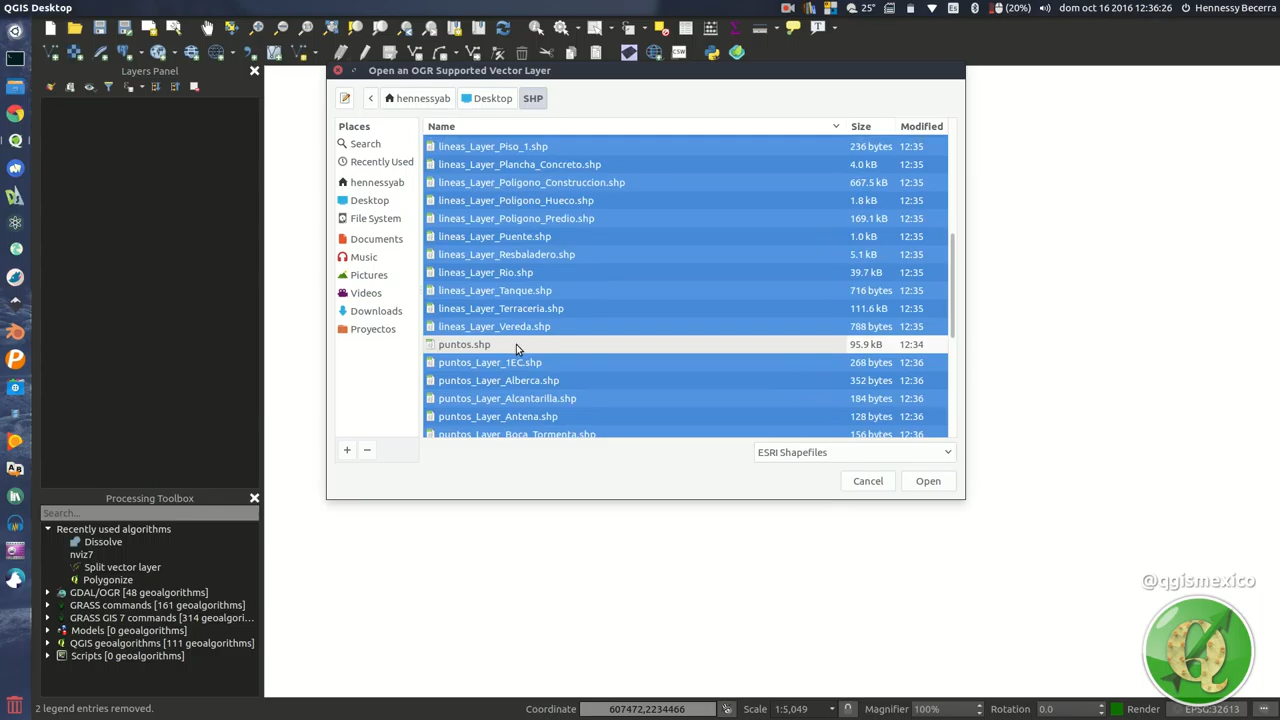 QGIS Desktop
25°
Es
(20%)
dom oct 16 2016 12:36:26
Hennessy Becerra
Layers Panel
Open an OGR Supported Vector Layer
hennessyab
Desktop
SHP
Places
Name
Size
Modified
Search
Recently Used
hennessyab
Desktop
File System
Documents
Music
Pictures
Videos
Downloads
Proyectos
lineas_Layer_Piso_1.shp 236 bytes 12:35
lineas_Layer_Plancha_Concreto.shp 4.0 kB 12:35
lineas_Layer_Poligono_Construccion.shp 667.5 kB 12:35
lineas_Layer_Poligono_Hueco.shp 1.8 kB 12:35
lineas_Layer_Poligono_Predio.shp 169.1 kB 12:35
lineas_Layer_Puente.shp 1.0 kB 12:35
lineas_Layer_Resbaladero.shp 5.1 kB 12:35
lineas_Layer_Rio.shp 39.7 kB 12:35
lineas_Layer_Tanque.shp 716 bytes 12:35
lineas_Layer_Terraceria.shp 111.6 kB 12:35
lineas_Layer_Vereda.shp 788 bytes 12:35
puntos.shp 95.9 kB 12:34
puntos_Layer_1EC.shp 268 bytes 12:36
puntos_Layer_Alberca.shp 352 bytes 12:36
puntos_Layer_Alcantarilla.shp 184 bytes 12:36
puntos_Layer_Antena.shp 128 bytes 12:36
puntos_Layer_Boca_Tormenta.shp 156 bytes 12:36
ESRI Shapefiles
Cancel
Open
Processing Toolbox
Search...
Recently used algorithms
Dissolve
nviz7
Split vector layer
Polygonize
GDAL/OGR [48 geoalgorithms]
GRASS commands [161 geoalgorithms]
GRASS GIS 7 commands [314 geoalgori...
Models [0 geoalgorithms]
QGIS geoalgorithms [111 geoalgorithms]
Scripts [0 geoalgorithms]
@qgismexico
2 legend entries removed.
Coordinate
607472,2234466
Scale
1:5,049
Magnifier
100%
Rotation
0.0
Render
EPSG:32613